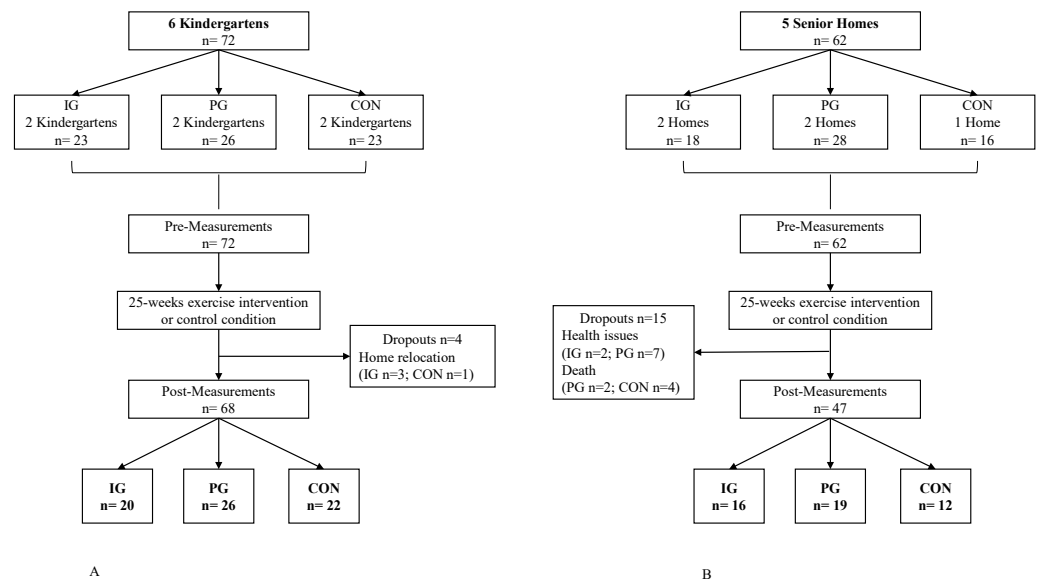 6 Kindergartens
n= 72
IG
2 Kindergartens
n= 23
PG
2 Kindergartens
n= 26
CON
2 Kindergartens
n= 23
Pre-Measurements
n= 72
25-weeks exercise intervention
or control condition
Dropouts n=4
Home relocation
(IG n=3; CON n=1)
Post-Measurements
n= 68
IG
n= 20
PG
n= 26
CON
n= 22
A
5 Senior Homes
n= 62
IG
2 Homes
n= 18
PG
2 Homes
n= 28
CON
1 Home
n= 16
Pre-Measurements
n= 62
25-weeks exercise intervention
or control condition
Dropouts n=15
Health issues
(IG n=2; PG n=7)
Death
(PG n=2; CON n=4)
Post-Measurements
n= 47
IG
n= 16
PG
n= 19
CON
n= 12
B